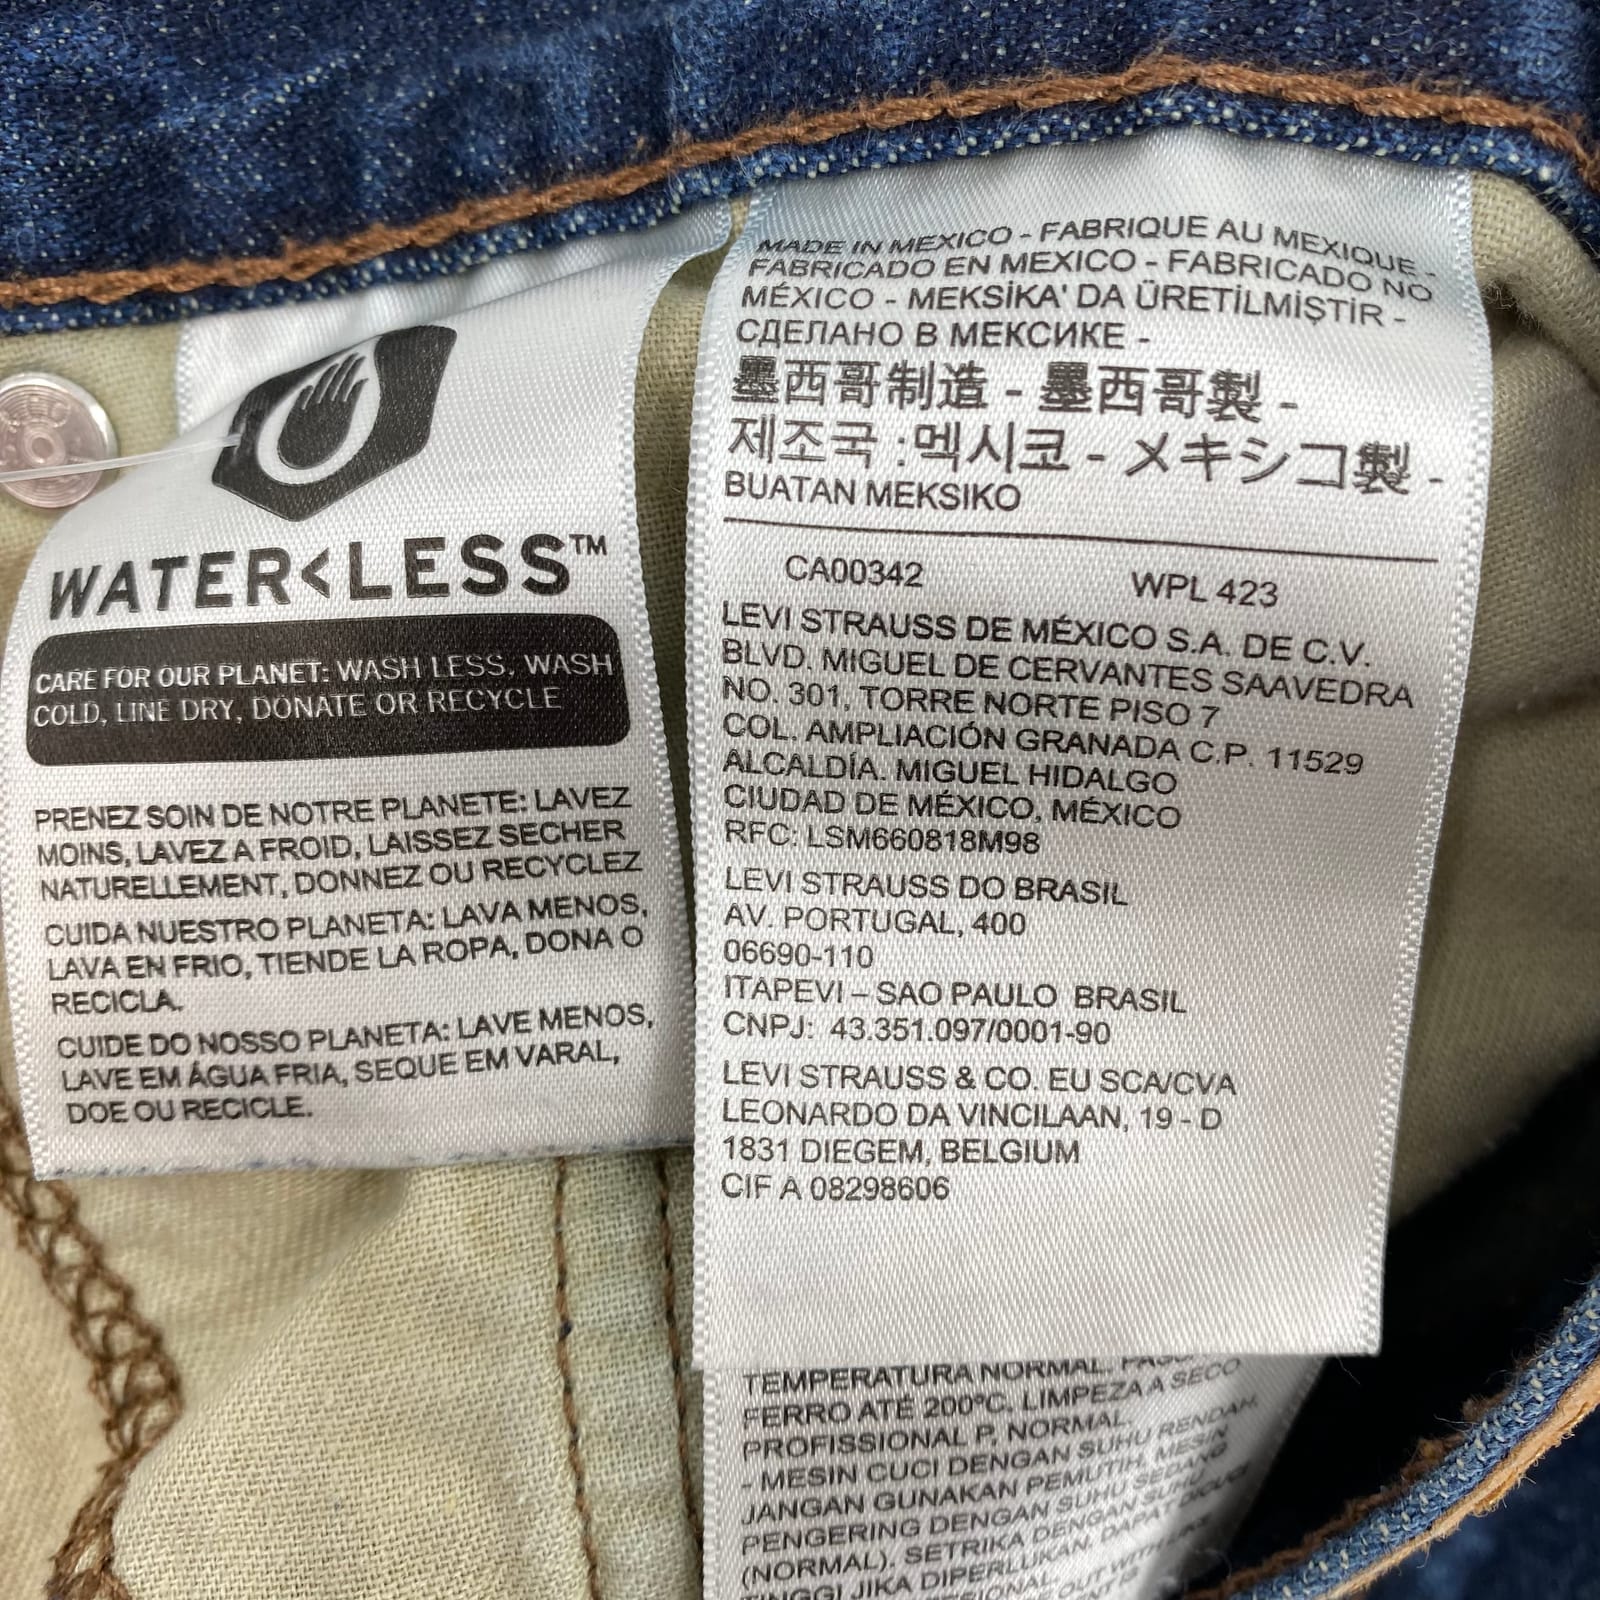 WATER<LESS™
CARE FOR OUR PLANET: WASH LESS, WASH
COLD, LINE DRY, DONATE OR RECYCLE
PRENEZ SOIN DE NOTRE PLANETE: LAVEZ
MOINS, LAVEZ A FROID, LAISSEZ SECHER
NATURELLEMENT, DONNEZ OU RECYCLEZ
CUIDA NUESTRO PLANETA: LAVA MENOS,
LAVA EN FRIO, TIENDE LA ROPA, DONA O
RECICLA.
CUIDE DO NOSSO PLANETA: LAVE MENOS,
LAVE EM ÁGUA FRIA, SEQUE EM VARAL,
DOE OU RECICLE.
MADE IN MEXICO - FABRIQUE AU MEXIQUE -
FABRICADO EN MEXICO - FABRICADO NO
MÉXICO - MEKSİKA' DA ÜRETİLMİŞTİR -
СДЕЛАНО В МЕКСИКЕ -
墨西哥制造 - 墨西哥製 -
제조국 : 멕시코 - メキシコ製 -
BUATAN MEKSIKO
CA00342 WPL 423
LEVI STRAUSS DE MÉXICO S.A. DE C.V.
BLVD. MIGUEL DE CERVANTES SAAVEDRA
NO. 301, TORRE NORTE PISO 7
COL. AMPLIACIÓN GRANADA C.P. 11529
ALCALDÍA. MIGUEL HIDALGO
CIUDAD DE MÉXICO, MÉXICO
RFC: LSM660818M98
LEVI STRAUSS DO BRASIL
AV. PORTUGAL, 400
06690-110
ITAPEVI – SAO PAULO BRASIL
CNPJ: 43.351.097/0001-90
LEVI STRAUSS & CO. EU SCA/CVA
LEONARDO DA VINCILAAN, 19 - D
1831 DIEGEM, BELGIUM
CIF A 08298606
TEMPERATURA NORMAL.
FERRO ATÉ 200ºC. LIMPEZA A SECO
PROFISSIONAL P, NORMAL.
- MESIN CUCI DENGAN SUHU RENDAH.
JANGAN GUNAKAN PEMUTIH. MESIN
PENGERING DENGAN SUHU SEDANG
(NORMAL). SETRIKA DENGAN SUHU
TINGGI JIKA DIPERLUKAN. DAPAT DICUCI